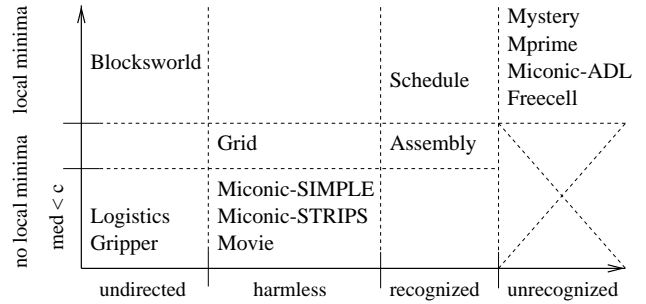 local minima
no local minima
med < c
Blocksworld
Schedule
Mystery
Mprime
Miconic-ADL
Freecell
Grid
Assembly
Logistics
Gripper
Miconic-SIMPLE
Miconic-STRIPS
Movie
undirected
harmless
recognized
unrecognized